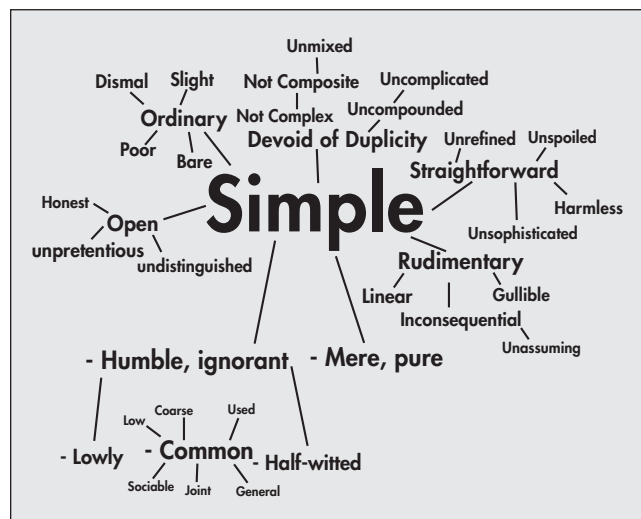 Unmixed
Dismal
Slight
Not Composite
Uncomplicated
Ordinary
Not Complex
Uncompounded
Poor
Bare
Devoid of Duplicity
Unrefined
Unspoiled
Straightforward
Simple
Honest
Open
unpretentious
undistinguished
Harmless
Unsophisticated
Rudimentary
Linear
Gullible
Inconsequential
Unassuming
- Humble, ignorant
- Mere, pure
- Lowly
Low
Coarse
Used
- Common
- Half-witted
Sociable
Joint
General